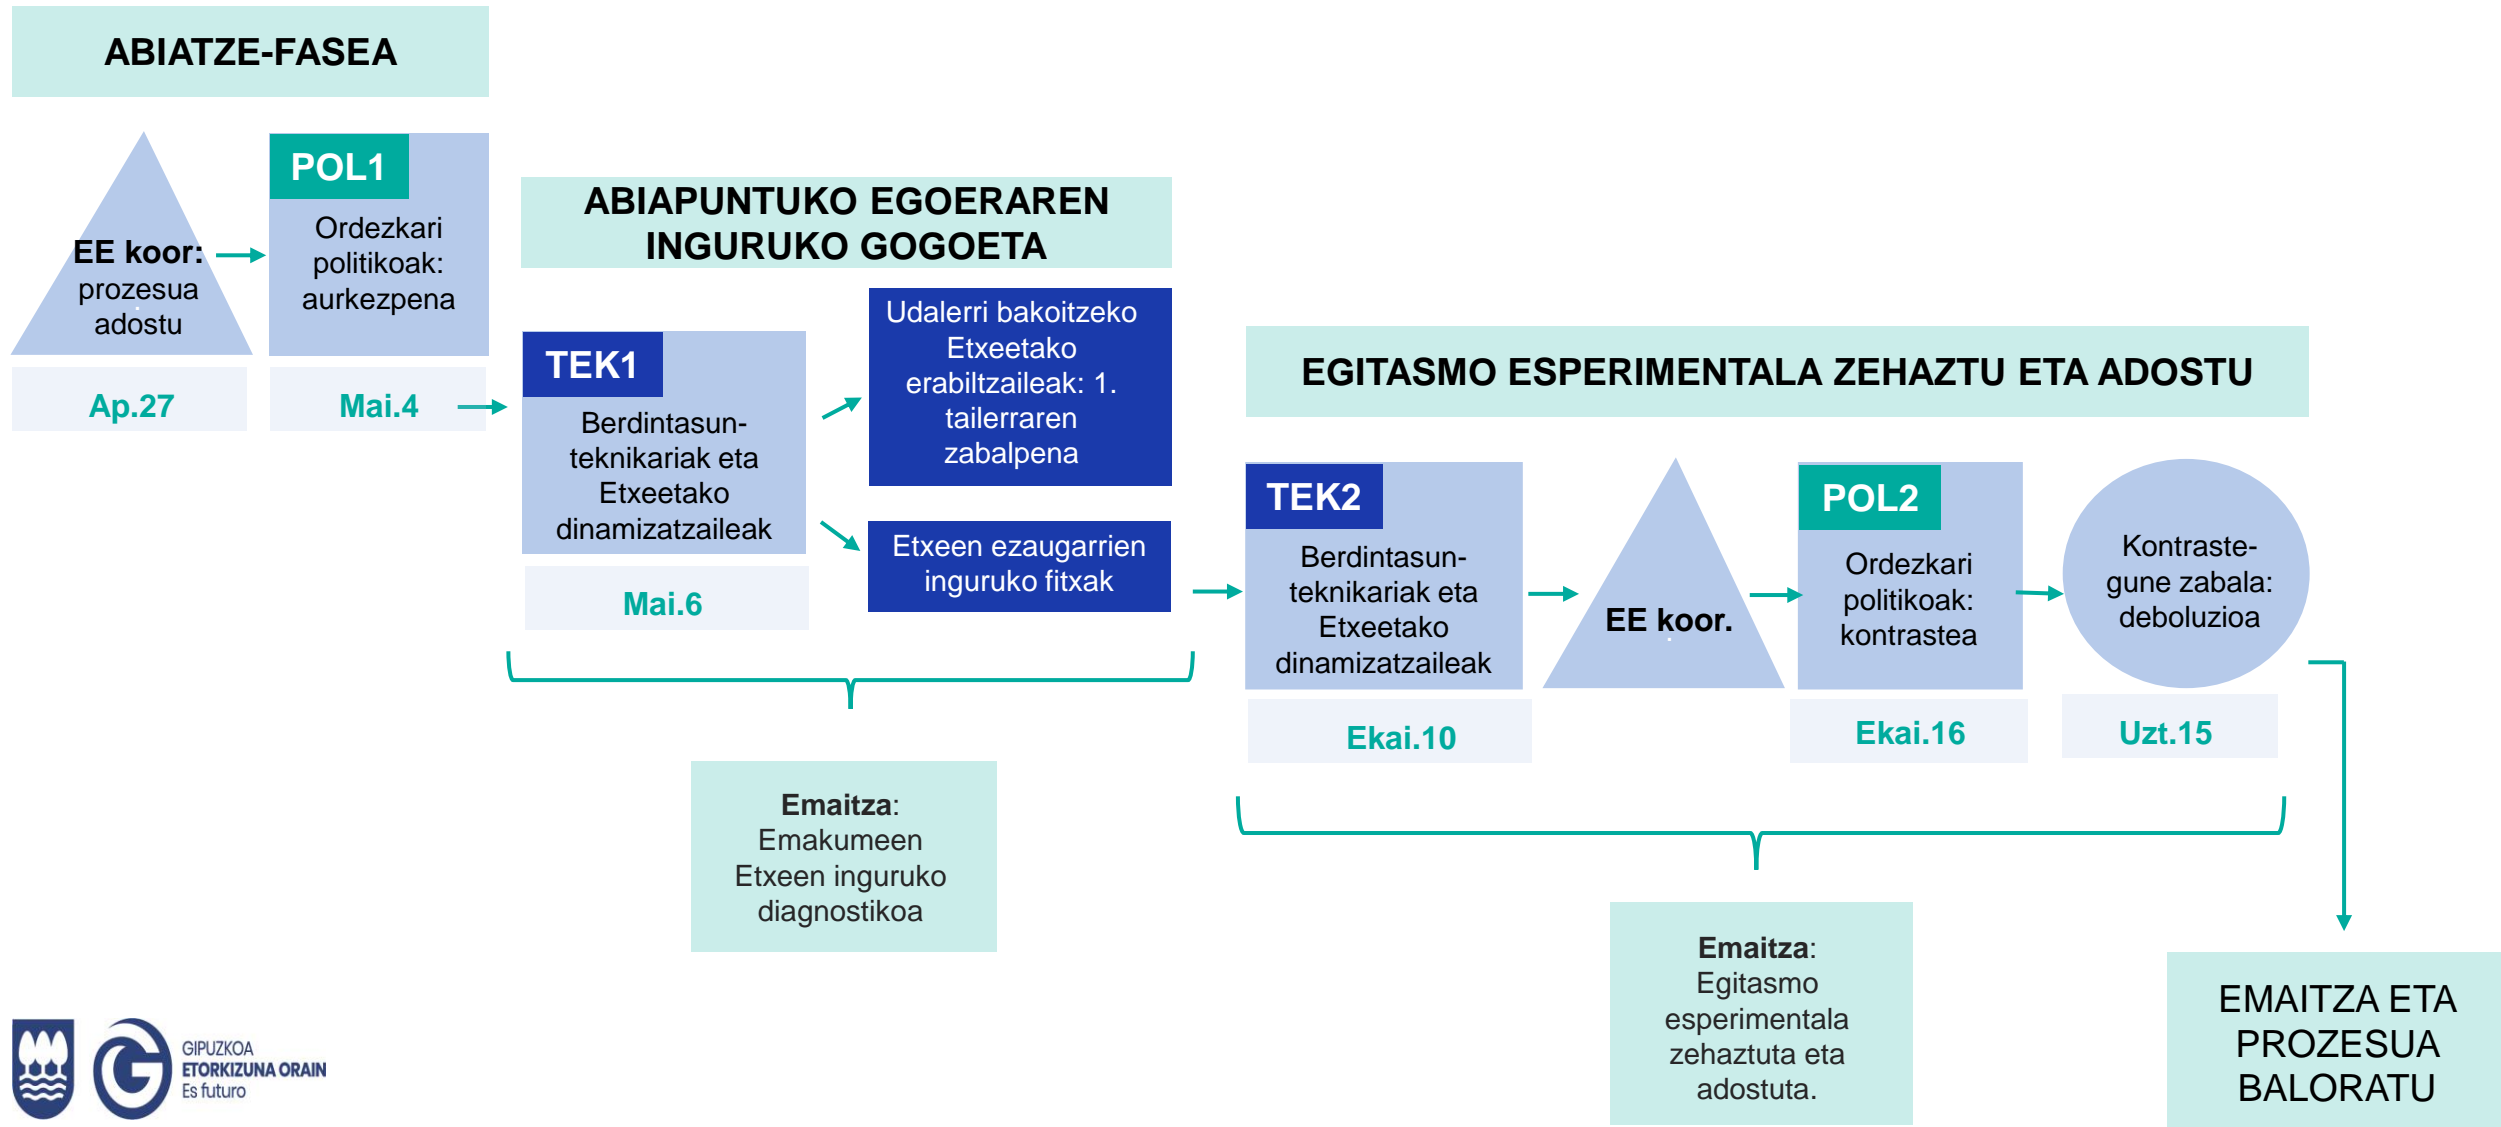 ABIATZE-FASEA
EE koor:
prozesua
adostu
Ap.27
POL1
Ordezkari
politikoak:
aurkezpena
Mai.4
ABIAPUNTUKO EGOERAREN
INGURUKO GOGOETA
TEK1
Berdintasun-
teknikariak eta
Etxeetako
dinamizatzaileak
Mai.6
Udalerri bakoitzeko
Etxeetako
erabiltzaileak: 1.
tailerraren
zabalpena
Etxeen ezaugarrien
inguruko fitxak
Emaitza:
Emakumeen
Etxeen inguruko
diagnostikoa
EGITASMO ESPERIMENTALA ZEHAZTU ETA ADOSTU
TEK2
Berdintasun-
teknikariak eta
Etxeetako
dinamizatzaileak
Ekai.10
EE koor.
POL2
Ordezkari
politikoak:
kontrastea
Ekai.16
Kontraste-
gune zabala:
deboluzioa
Uzt.15
Emaitza:
Egitasmo
esperimentala
zehaztuta eta
adostuta.
EMAITZA ETA
PROZESUA
BALORATU
GIPUZKOA
ETORKIZUNA ORAIN
Es futuro